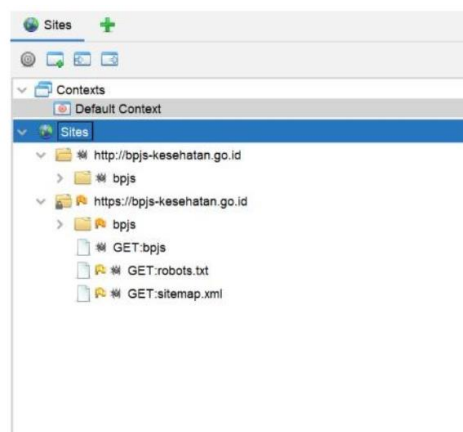 Sites
Contexts
Default Context
Sites
http://bpjs-kesehatan.go.id
bpjs
https://bpjs-kesehatan.go.id
bpjs
GET:bpjs
GET:robots.txt
GET:sitemap.xml